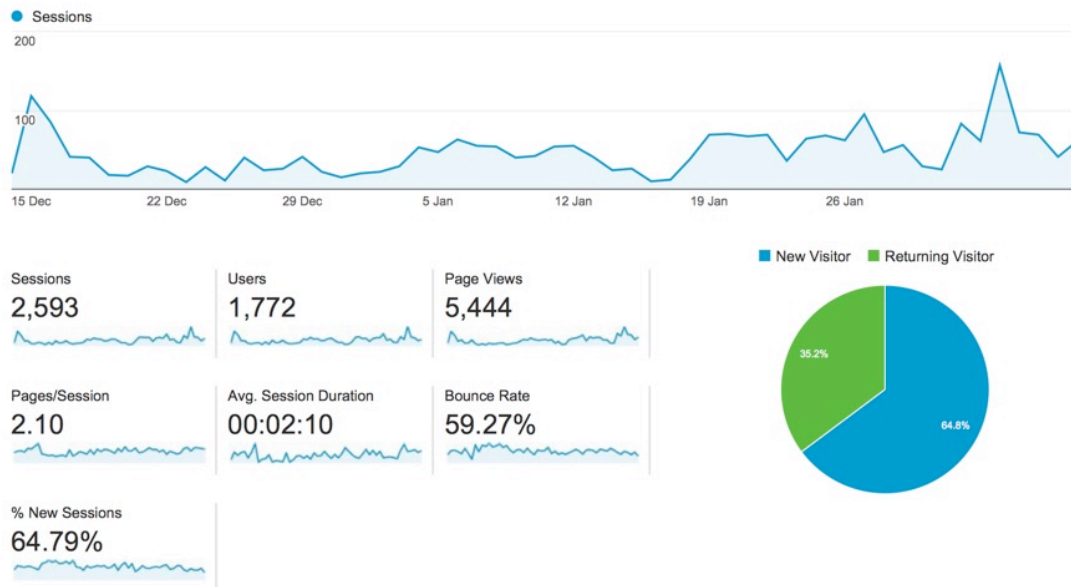 Sessions
200
100
15 Dec 22 Dec 29 Dec 5 Jan 12 Jan 19 Jan 26 Jan
New Visitor Returning Visitor
Sessions
2,593
Users
1,772
Page Views
5,444
Pages/Session
2.10
Avg. Session Duration
00:02:10
Bounce Rate
59.27%
% New Sessions
64.79%
35.2%
64.8%